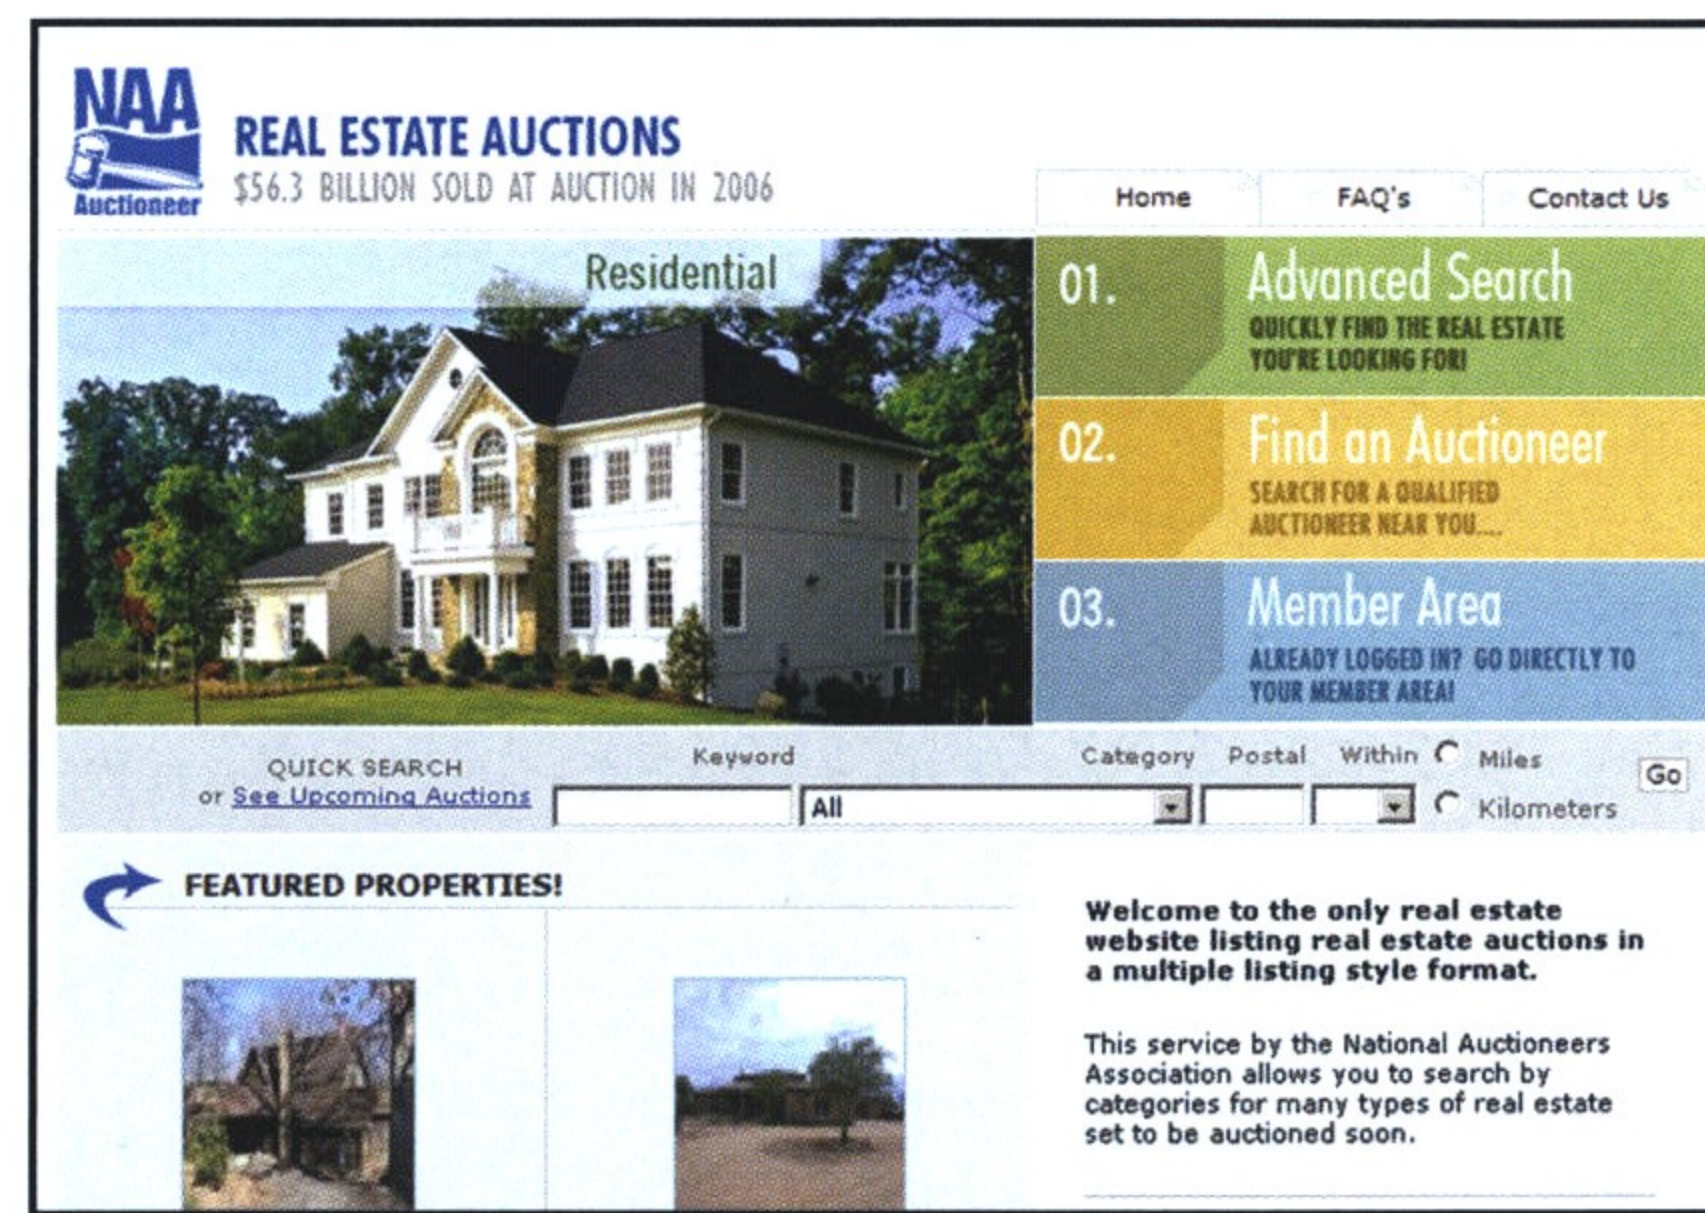 NAA
Auctioneer
REAL ESTATE AUCTIONS
$56.3 BILLION SOLD AT AUCTION IN 2006
Home
FAQ's
Contact Us
Residential
01.
Advanced Search
QUICKLY FIND THE REAL ESTATE
YOU'RE LOOKING FOR!
02.
Find an Auctioneer
SEARCH FOR A QUALIFIED
AUCTIONEER NEAR YOU....
03.
Member Area
ALREADY LOGGED IN? GO DIRECTLY TO
YOUR MEMBER AREA!
QUICK SEARCH
or See Upcoming Auctions
Keyword
Category
All
Postal
Within
Miles
Kilometers
Go
FEATURED PROPERTIES!
Welcome to the only real estate
website listing real estate auctions in
a multiple listing style format.
This service by the National Auctioneers
Association allows you to search by
categories for many types of real estate
set to be auctioned soon.